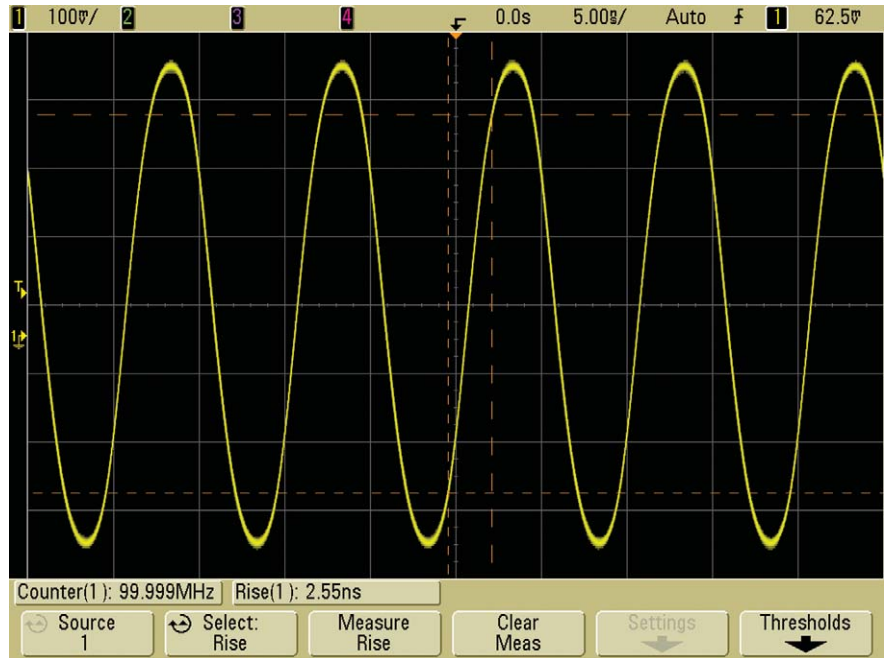 1 100mV/ 2 3 4 0.0s 5.00ns/ Auto 1 62.5mV
T
1
Counter(1): 99.999MHz Rise(1): 2.55ns
Source Select: Measure Clear Settings Thresholds
1 Rise Rise Meas